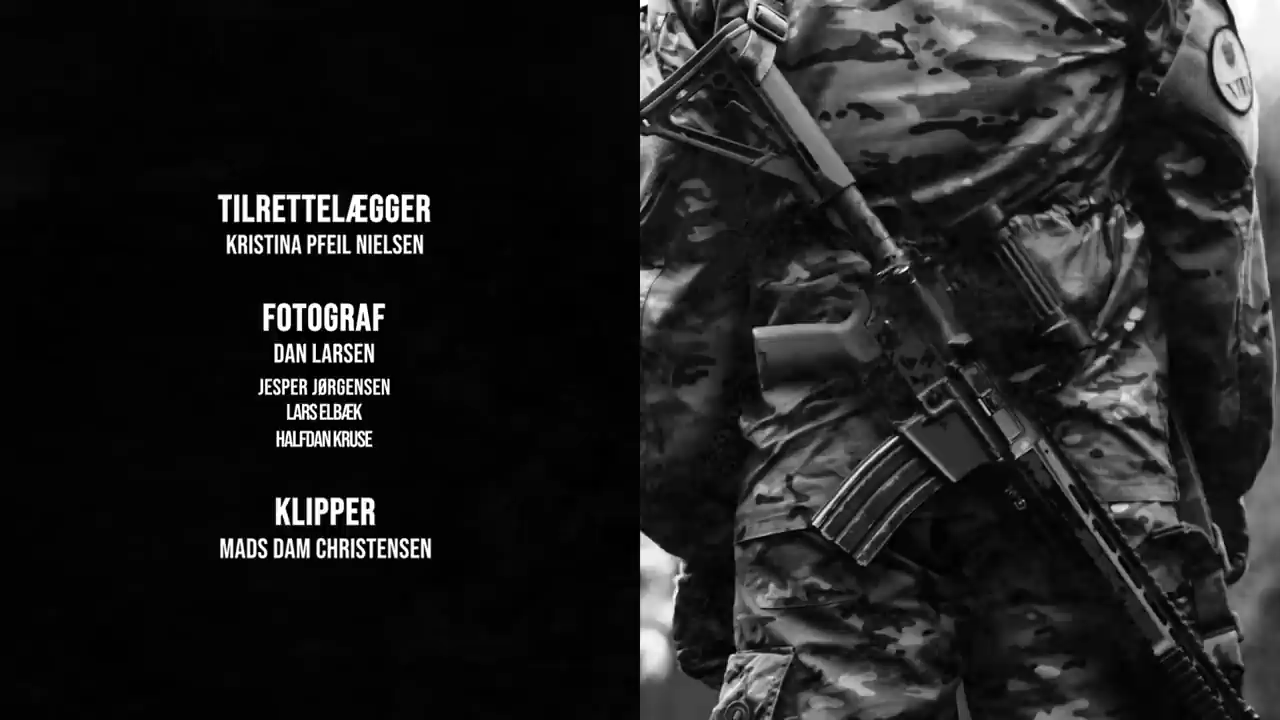 TILRETTELÆGGER
KRISTINA PFEIL NIELSEN
FOTOGRAF
DAN LARSEN
JESPER JØRGENSEN
LARS ELBÆK
HALFDAN KRUSE
KLIPPER
MADS DAM CHRISTENSEN